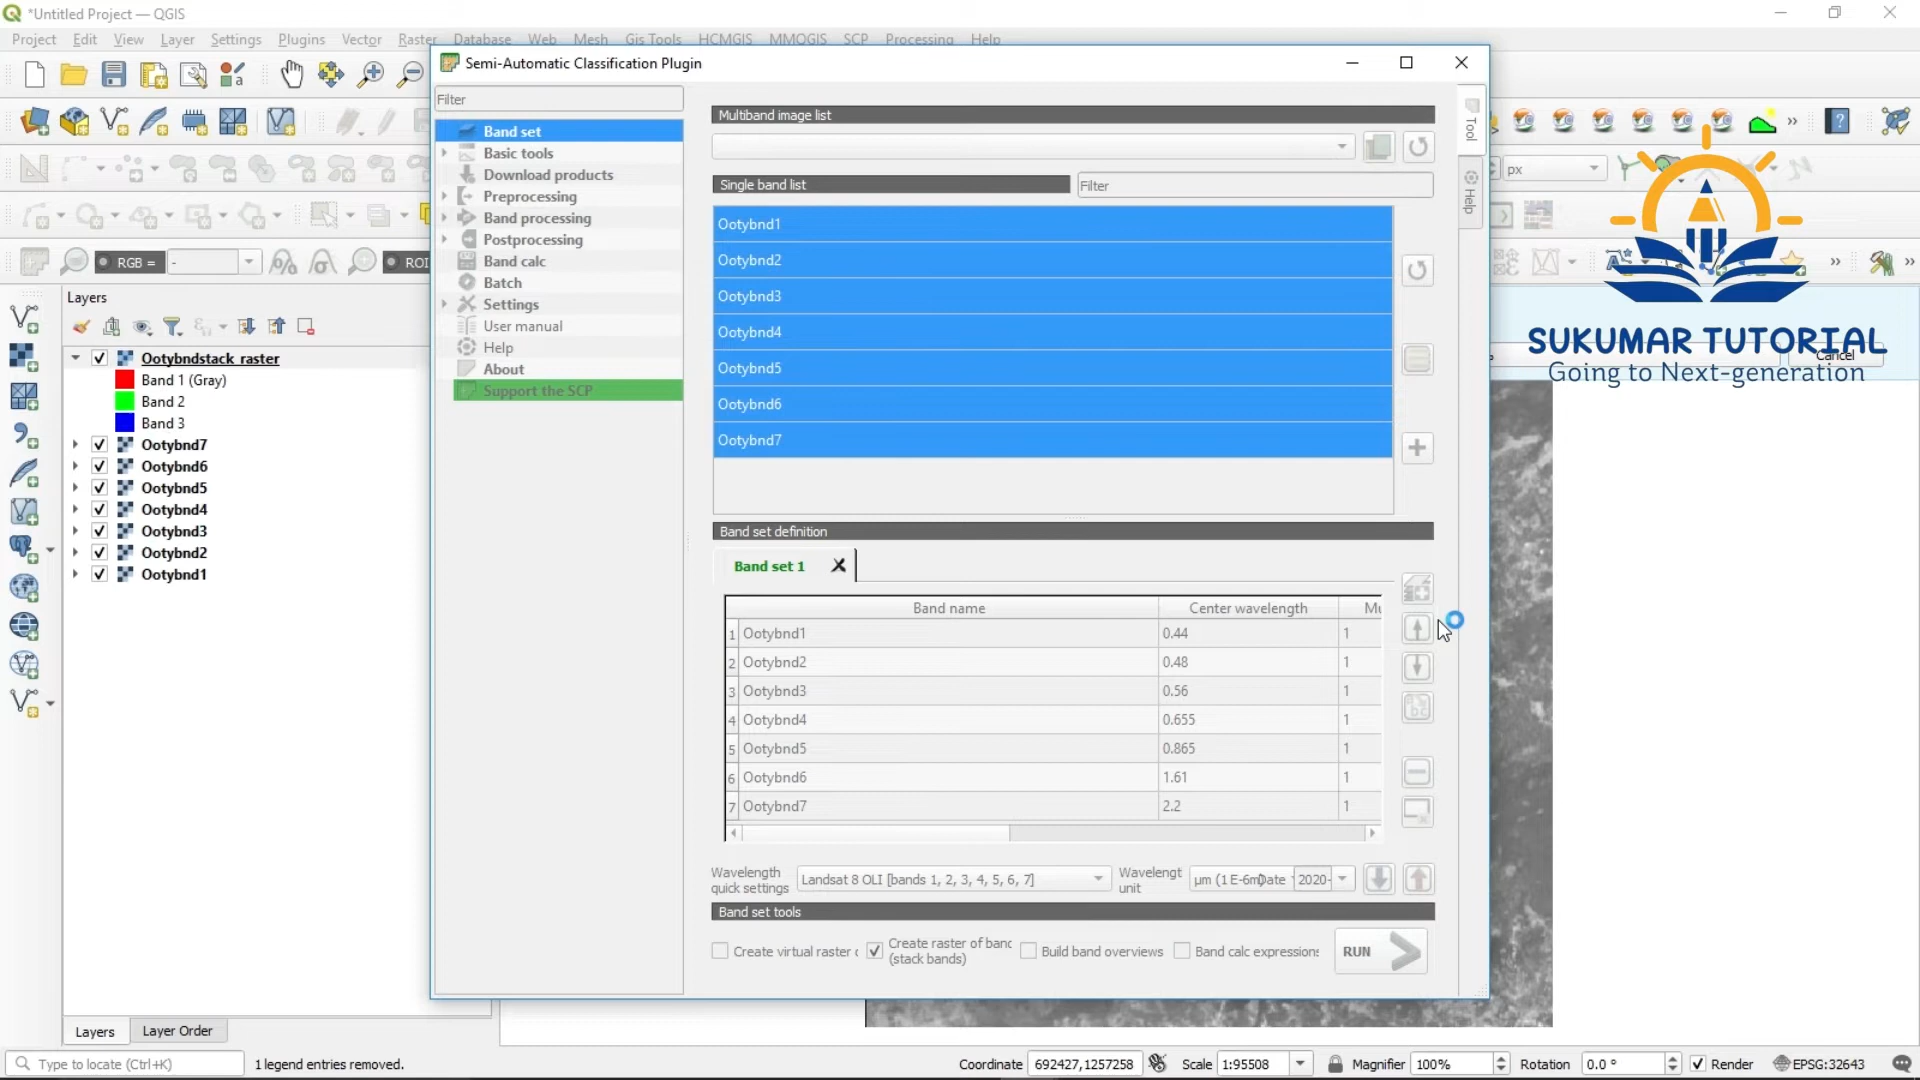 *Untitled Project — QGIS
Project Edit View Layer Settings Plugins Vector Raster Database Web Mesh Gis Tools HCMGIS MMQGIS SCP Processing Help
Semi-Automatic Classification Plugin
Filter
Band set
Basic tools
Download products
Preprocessing
Band processing
Postprocessing
Band calc
Batch
Settings
User manual
Help
About
Support the SCP
Multiband image list
Single band list
Filter
Ootybnd1
Ootybnd2
Ootybnd3
Ootybnd4
Ootybnd5
Ootybnd6
Ootybnd7
Tool
Help
px
RGB = -
ROI
SUKUMAR TUTORIAL
Going to Next-generation
Cancel
Layers
Ootybndstack_raster
Band 1 (Gray)
Band 2
Band 3
Ootybnd7
Ootybnd6
Ootybnd5
Ootybnd4
Ootybnd3
Ootybnd2
Ootybnd1
Band set definition
Band set 1
Band name Center wavelength Mu
1 Ootybnd1 0.44 1
2 Ootybnd2 0.48 1
3 Ootybnd3 0.56 1
4 Ootybnd4 0.655 1
5 Ootybnd5 0.865 1
6 Ootybnd6 1.61 1
7 Ootybnd7 2.2 1
Wavelength
quick settings
Landsat 8 OLI [bands 1, 2, 3, 4, 5, 6, 7]
Wavelengt
unit
µm (1 E-6m) Date 2020-
Band set tools
Create virtual raster
Create raster of banc
(stack bands)
Build band overviews
Band calc expressions
RUN
Layers Layer Order
Type to locate (Ctrl+K) 1 legend entries removed. Coordinate 692427,1257258 Scale 1:95508 Magnifier 100% Rotation 0.0 ° Render EPSG:32643